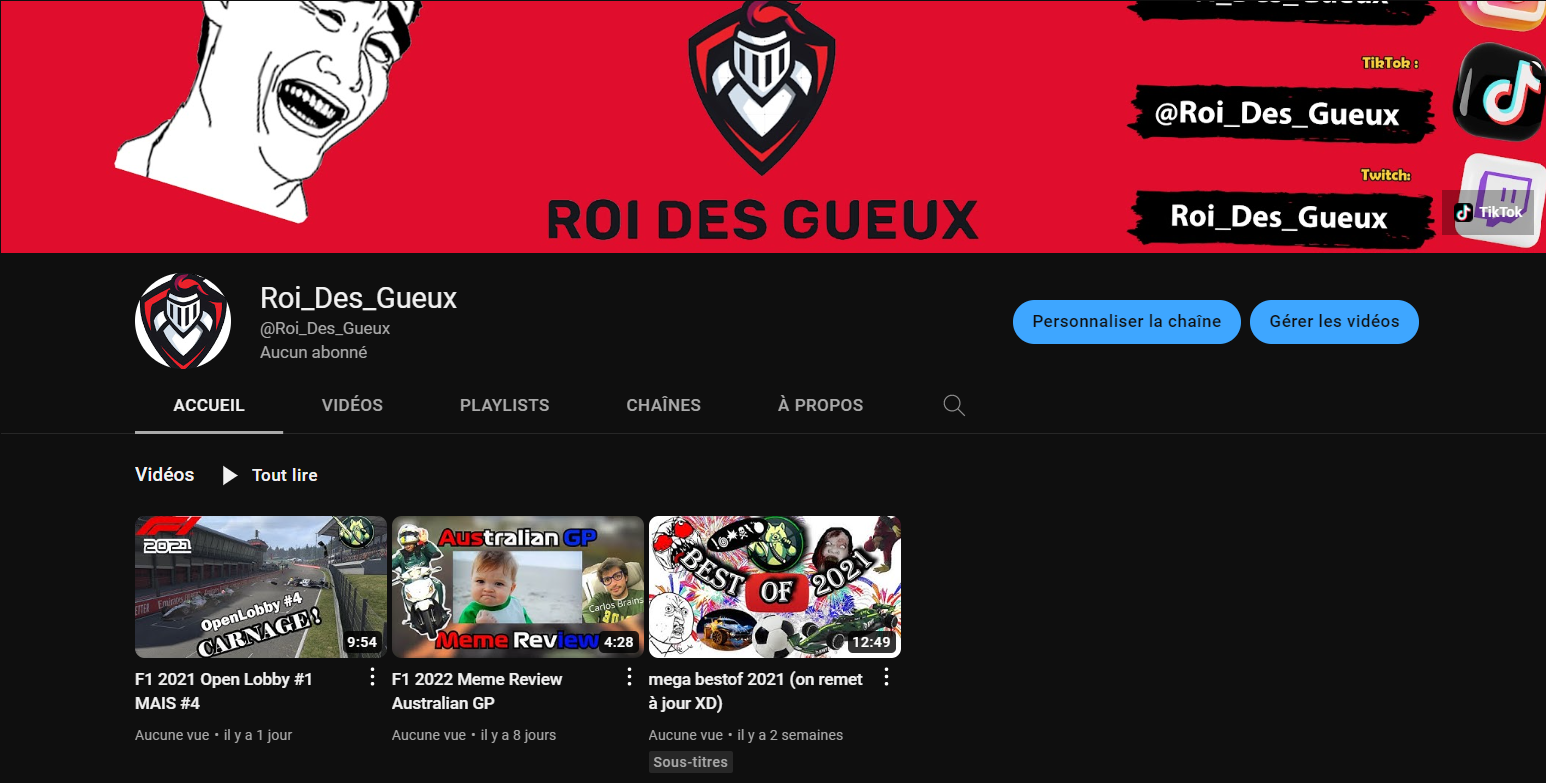 TikTok :
@Roi_Des_Gueux
Twitch:
Roi_Des_Gueux
TikTok
ROI DES GUEUX
Roi_Des_Gueux
@Roi_Des_Gueux
Aucun abonné
Personnaliser la chaîne
Gérer les vidéos
ACCUEIL
VIDÉOS
PLAYLISTS
CHAÎNES
À PROPOS
Vidéos
Tout lire
F1
2021
OpenLobby #4
CARNAGE!
9:54
Australian GP
Carlos Brains
Meme Review
4:28
BEST
OF
2021
12:49
F1 2021 Open Lobby #1
MAIS #4
Aucune vue • il y a 1 jour
F1 2022 Meme Review
Australian GP
Aucune vue • il y a 8 jours
mega bestof 2021 (on remet
à jour XD)
Aucune vue • il y a 2 semaines
Sous-titres